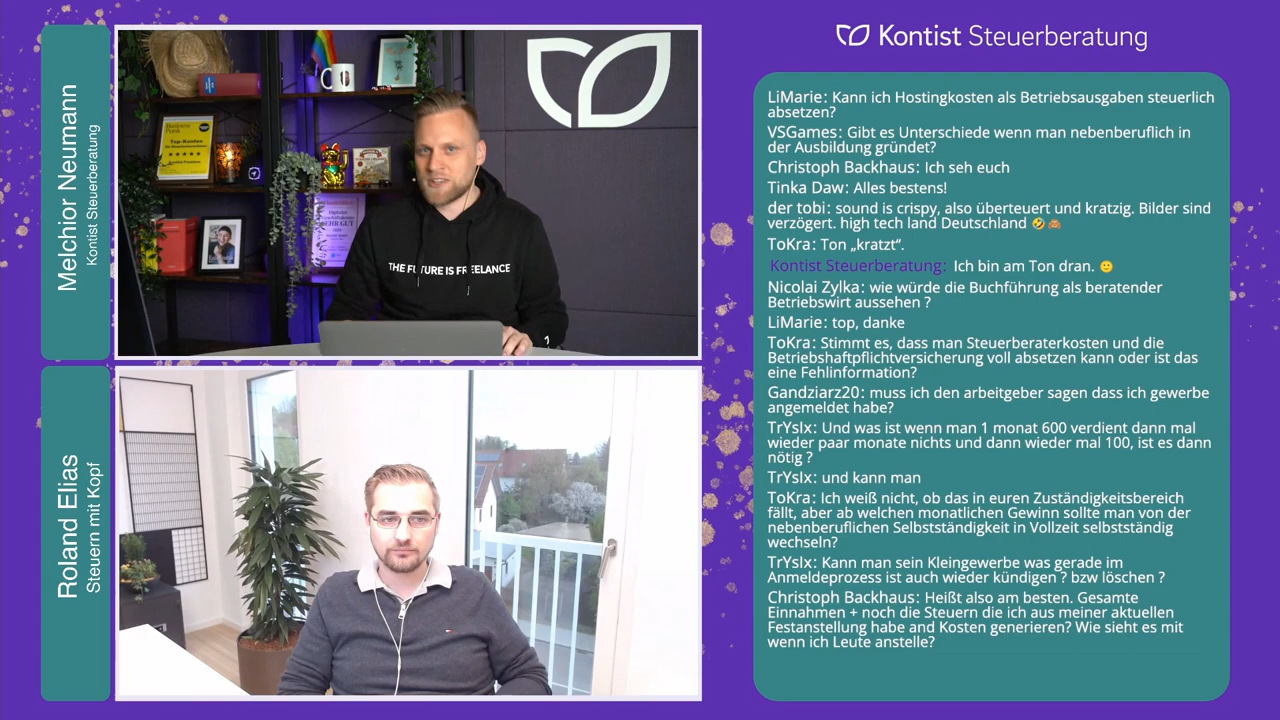 Melchior Neumann
Kontist Steuerberatung
Business
Punk
Top-Konten
THE FUTURE IS FREELANCE
Roland Elias
Steuern mit Kopf
Kontist Steuerberatung
LiMarie: Kann ich Hostingkosten als Betriebsausgaben steuerlich
absetzen?
VSGames: Gibt es Unterschiede wenn man nebenberuflich in
der Ausbildung gründet?
Christoph Backhaus: Ich seh euch
Tinka Daw: Alles bestens!
der tobi: sound is crispy, also überteuert und kratzig. Bilder sind
verzögert. high tech land Deutschland 🤣🙈
ToKra: Ton „kratzt“.
Kontist Steuerberatung: Ich bin am Ton dran. 🙂
Nicolai Zylka: wie würde die Buchführung als beratender
Betriebswirt aussehen ?
LiMarie: top, danke
ToKra: Stimmt es, dass man Steuerberaterkosten und die
Betriebshaftpflichtversicherung voll absetzen kann oder ist das
eine Fehlinformation?
Gandziarz20: muss ich den arbeitgeber sagen dass ich gewerbe
angemeldet habe?
TrYsIx: Und was ist wenn man 1 monat 600 verdient dann mal
wieder paar monate nichts und dann wieder mal 100, ist es dann
nötig ?
TrYsIx: und kann man
ToKra: Ich weiß nicht, ob das in euren Zuständigkeitsbereich
fällt, aber ab welchen monatlichen Gewinn sollte man von der
nebenberuflichen Selbstständigkeit in Vollzeit selbstständig
wechseln?
TrYsIx: Kann man sein Kleingewerbe was gerade im
Anmeldeprozess ist auch wieder kündigen ? bzw löschen ?
Christoph Backhaus: Heißt also am besten. Gesamte
Einnahmen + noch die Steuern die ich aus meiner aktuellen
Festanstellung habe and Kosten generieren? Wie sieht es mit
wenn ich Leute anstelle?